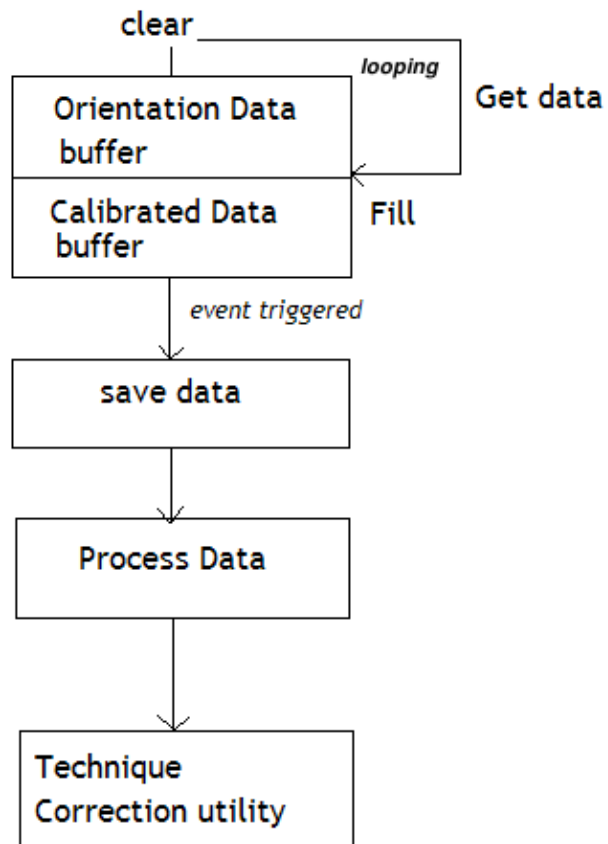 clear
looping
Get data
Orientation Data
buffer
Calibrated Data
buffer
Fill
event triggered
save data
Process Data
Technique
Correction utility